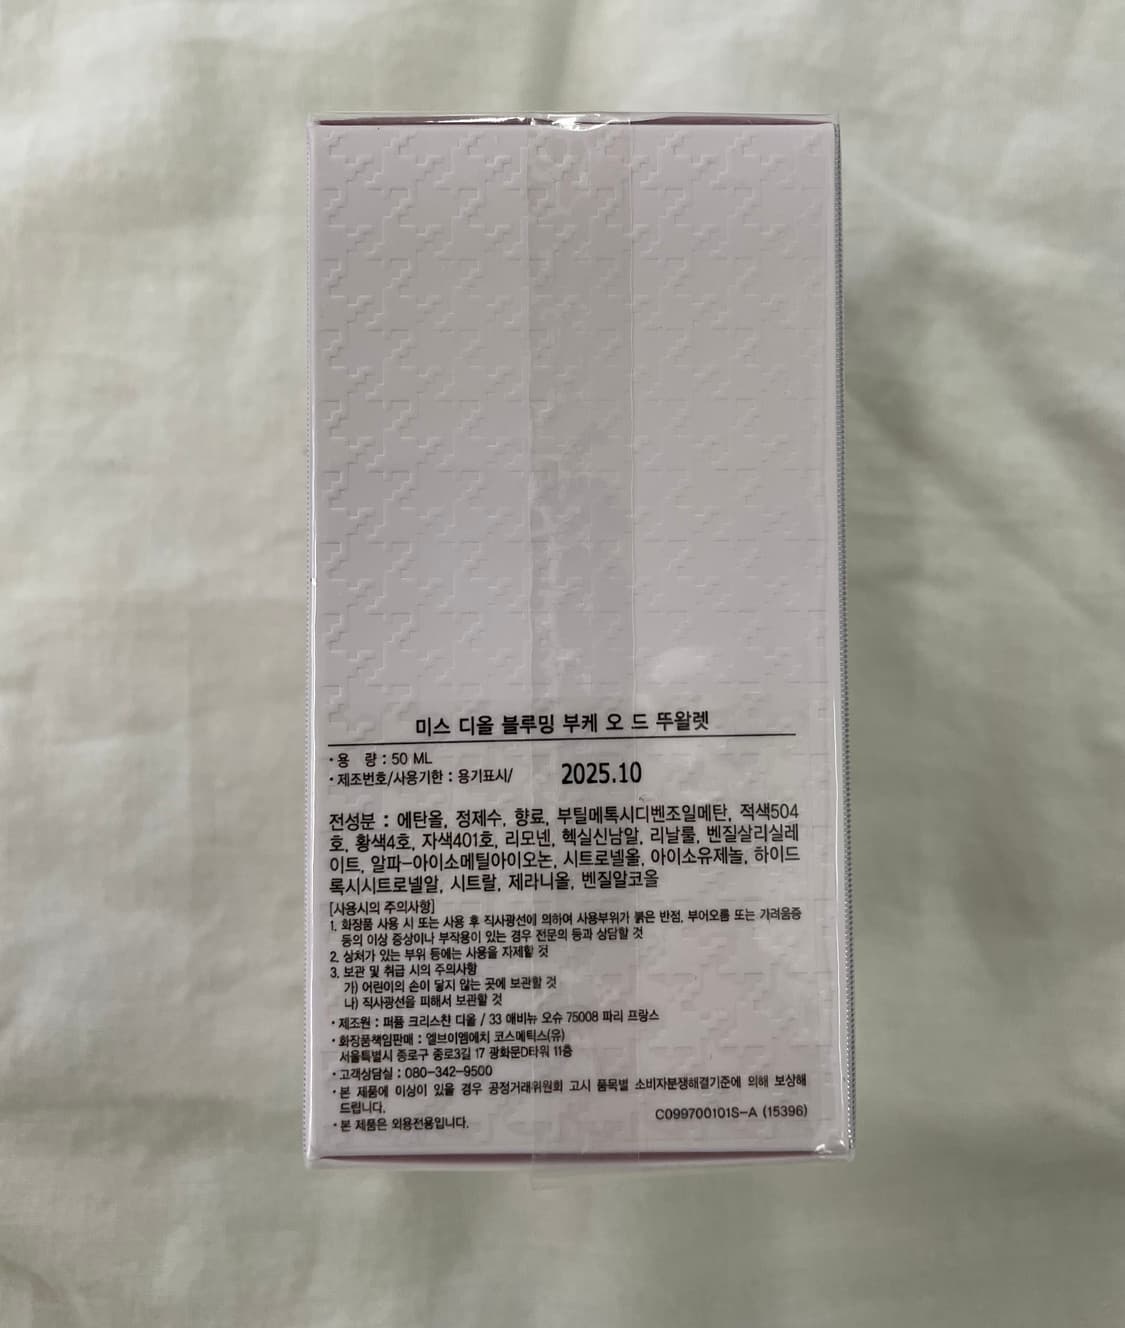 미스 디올 블루밍 부케 오 드 뚜왈렛
·용 량 : 50 ML
·제조번호/사용기한 : 용기표시/ 2025.10
전성분 : 에탄올, 정제수, 향료, 부틸메톡시디벤조일메탄, 적색504
호, 황색4호, 자색401호, 리모넨, 헥실신남알, 리날룰, 벤질살리실레
이트, 알파-아이소메틸아이오논, 시트로넬올, 아이소유제놀, 하이드
록시시트로넬알, 시트랄, 제라니올, 벤질알코올
[사용시의 주의사항]
1. 화장품 사용 시 또는 사용 후 직사광선에 의하여 사용부위가 붉은 반점, 부어오름 또는 가려움증
등의 이상 증상이나 부작용이 있는 경우 전문의 등과 상담할 것
2. 상처가 있는 부위 등에는 사용을 자제할 것
3. 보관 및 취급 시의 주의사항
가) 어린이의 손이 닿지 않는 곳에 보관할 것
나) 직사광선을 피해서 보관할 것
·제조원 : 퍼퓸 크리스챤 디올 / 33 애비뉴 오슈 75008 파리 프랑스
·화장품책임판매 : 엘브이엠에치 코스메틱스(유)
서울특별시 종로구 종로3길 17 광화문D타워 11층
·고객상담실 : 080-342-9500
·본 제품에 이상이 있을 경우 공정거래위원회 고시 품목별 소비자분쟁해결기준에 의해 보상해
드립니다.
·본 제품은 외용전용입니다.
C099700101S-A (15396)